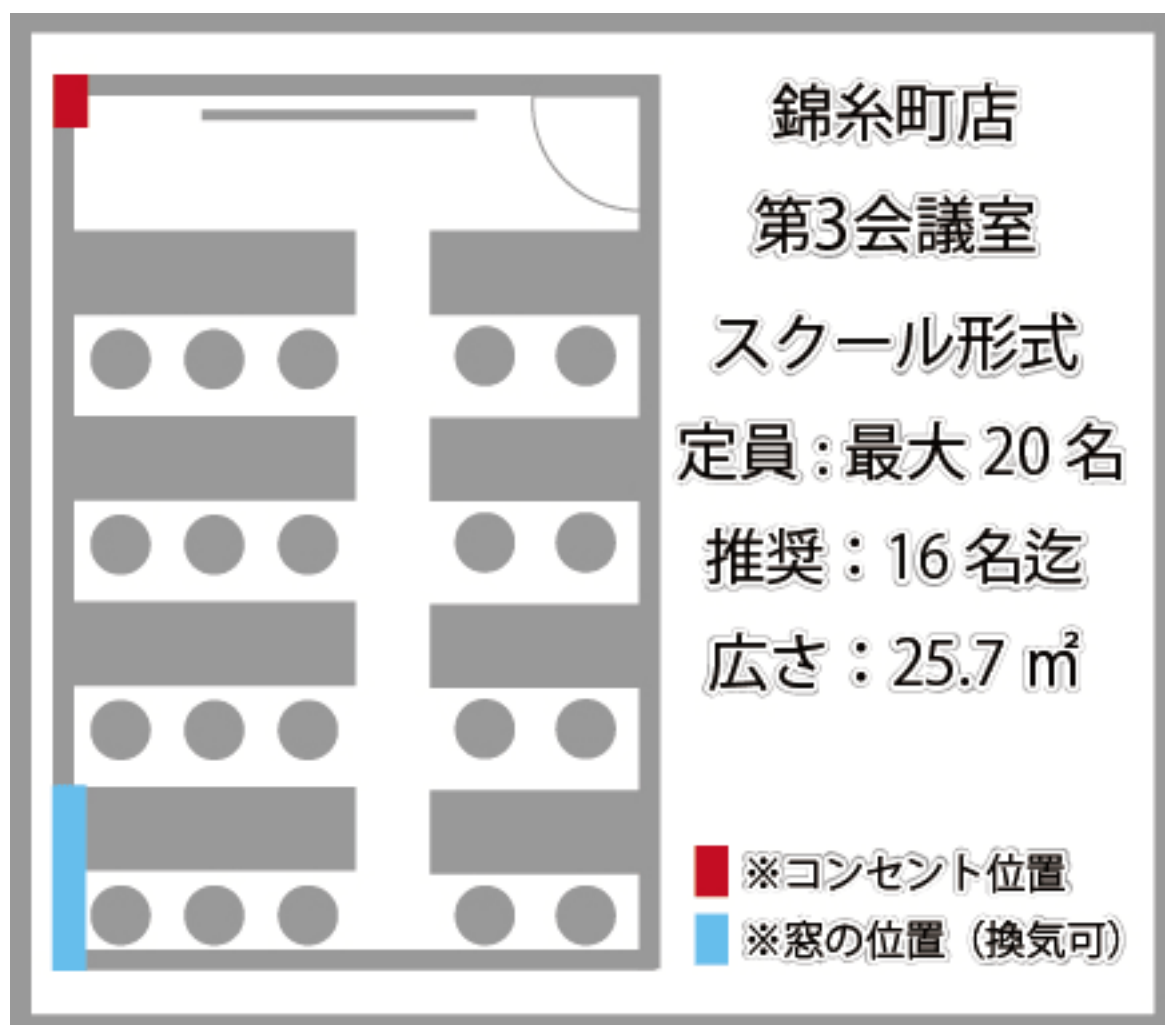 錦糸町店
第3会議室
スクール形式
定員：最大 20 名
推奨：16 名迄
広さ：25.7 ㎡
※コンセント位置
※窓の位置（換気可）